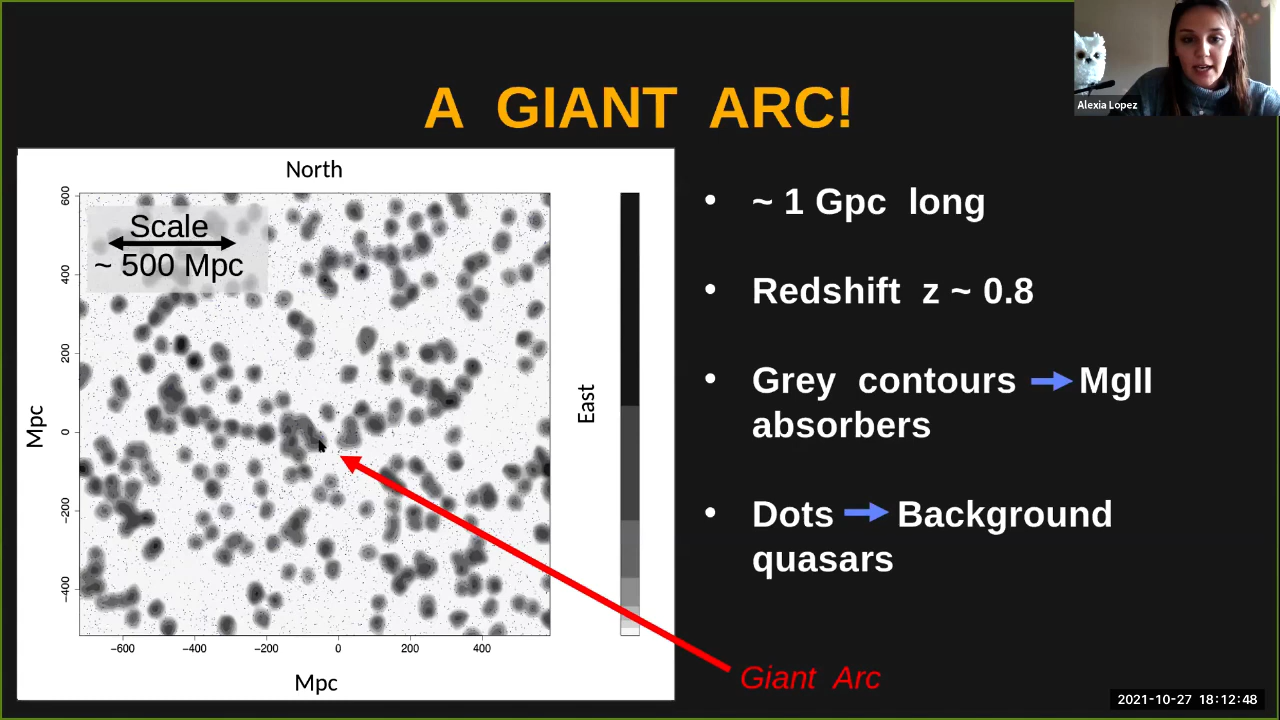 Alexia Lopez
A GIANT ARC!
North
Scale
~ 500 Mpc
600
400
200
0
−200
−400
Mpc
East
−600 −400 −200 0 200 400
Mpc
• ~ 1 Gpc long
• Redshift z ~ 0.8
• Grey contours → MgII
absorbers
• Dots → Background
quasars
Giant Arc
2021-10-27 18:12:48